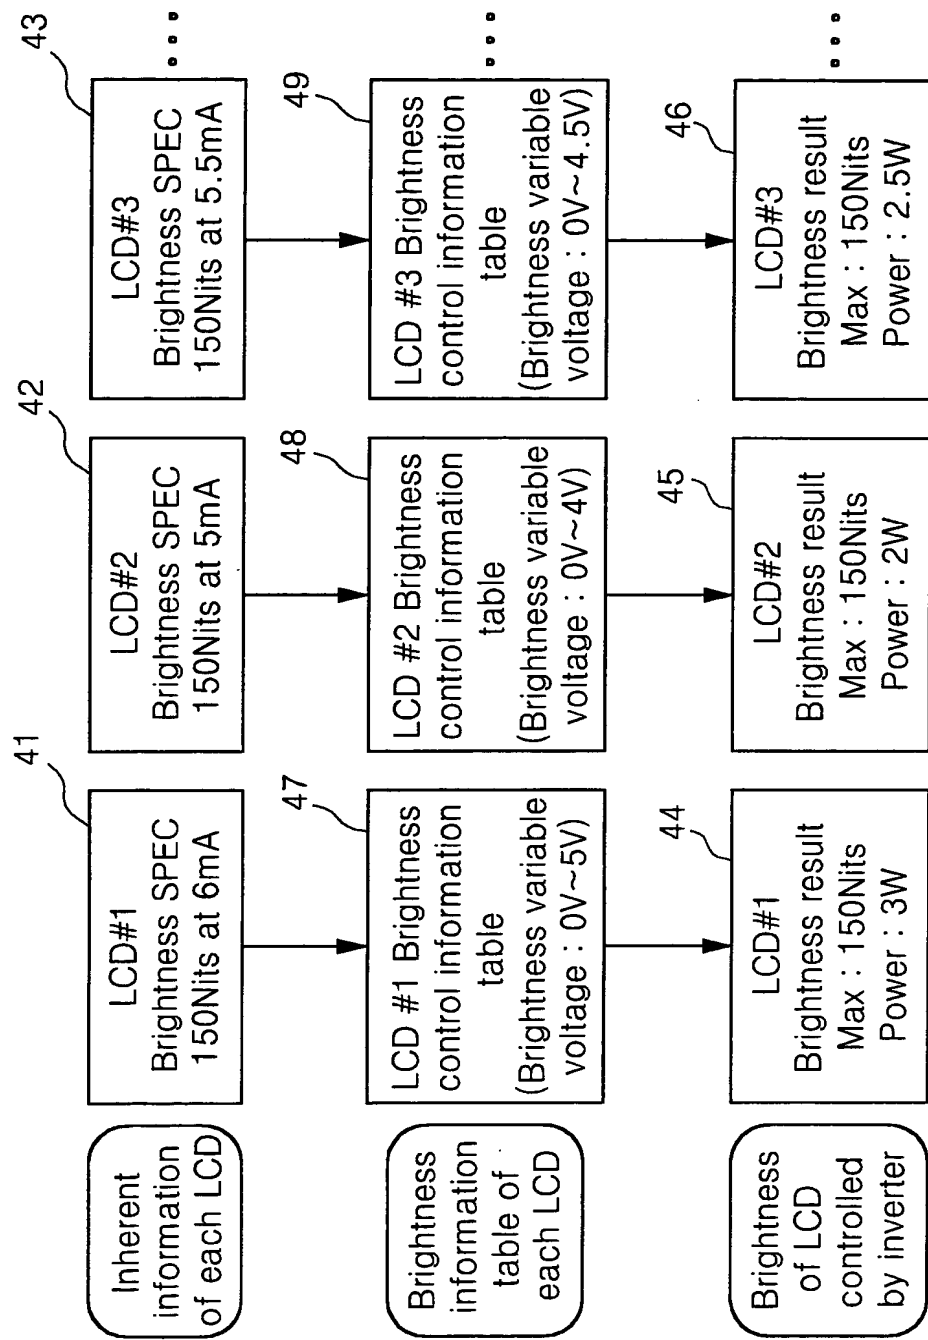 Inherent
information
of each LCD
41
LCD#1
Brightness SPEC
150Nits at 6mA
42
LCD#2
Brightness SPEC
150Nits at 5mA
43
LCD#3
Brightness SPEC
150Nits at 5.5mA
Brightness
information
table of
each LCD
47
LCD #1 Brightness
control information
table
(Brightness variable
voltage : 0V~5V)
48
LCD #2 Brightness
control information
table
(Brightness variable
voltage : 0V~4V)
49
LCD #3 Brightness
control information
table
(Brightness variable
voltage : 0V~4.5V)
Brightness
of LCD
controlled
by inverter
44
LCD#1
Brightness result
Max : 150Nits
Power : 3W
45
LCD#2
Brightness result
Max : 150Nits
Power : 2W
46
LCD#3
Brightness result
Max : 150Nits
Power : 2.5W